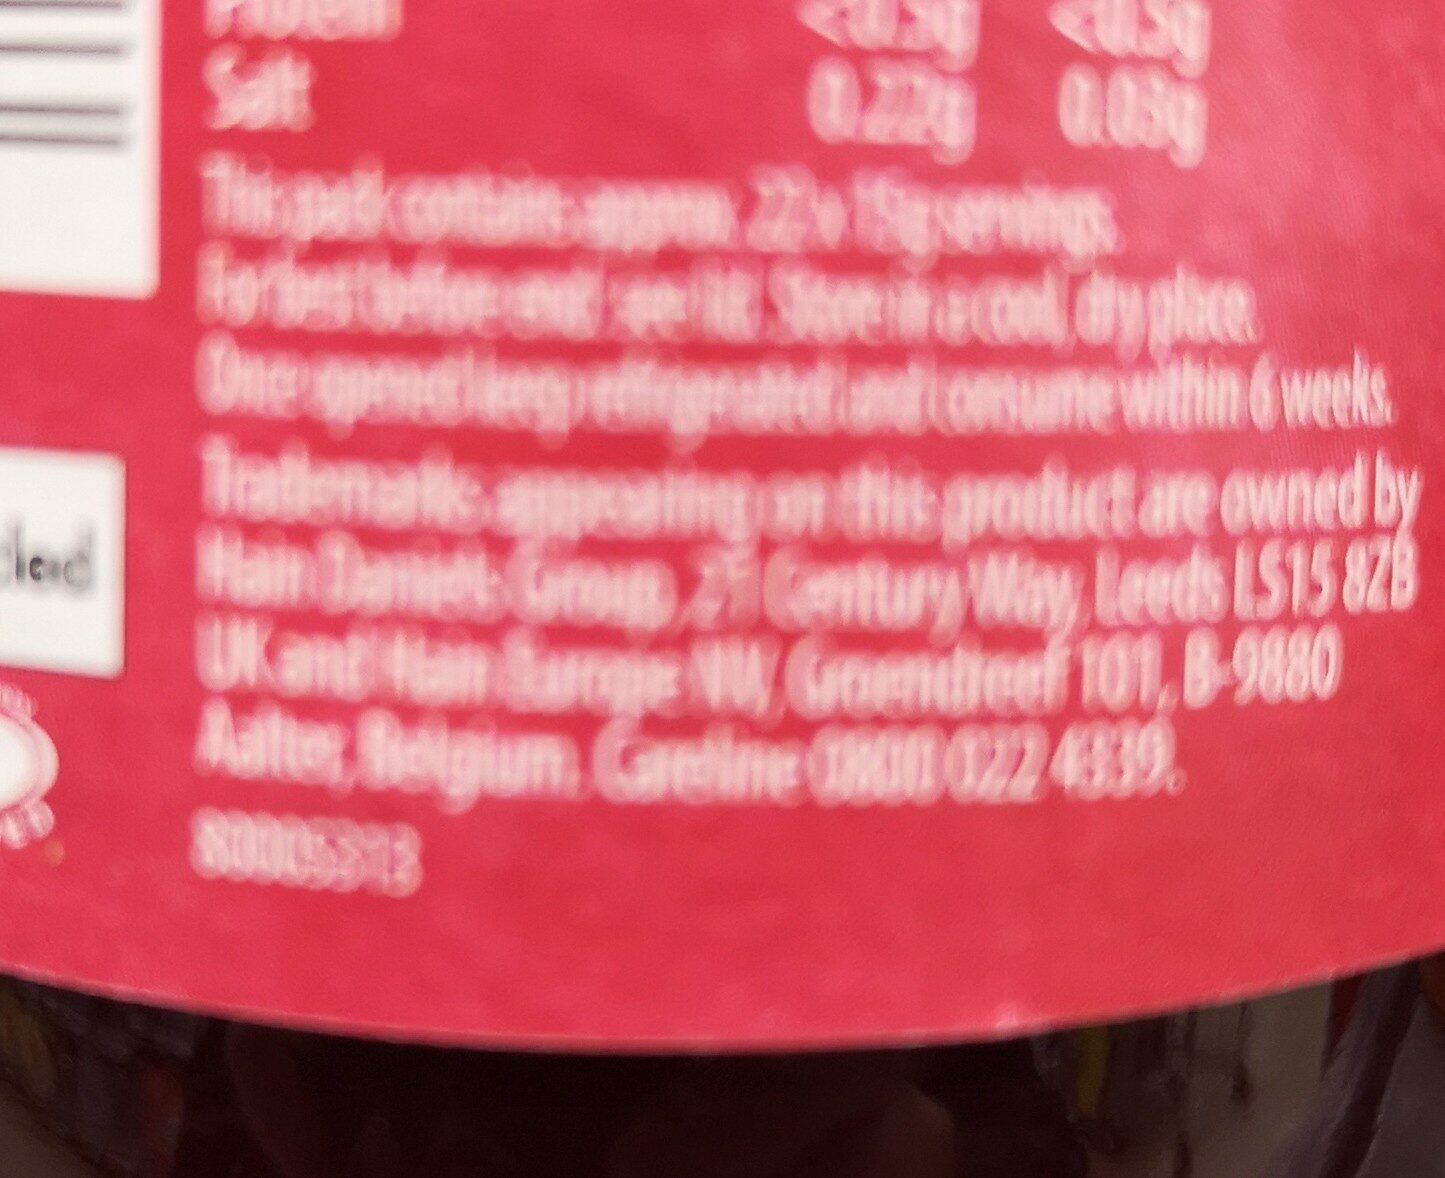 Protein <0.5g <0.5g
Salt 0.22g 0.03g
This pack contains approx. 22 x 15g servings.
For best before end: see lid. Store in a cool, dry place.
Once opened keep refrigerated and consume within 6 weeks.
Trademarks appearing on this product are owned by
Hain Daniels Group, 21st Century Way, Leeds LS15 8ZB
UK and Hain Europe NV, Groendreef 101, B-9880
Aalter, Belgium. Careline 0800 022 4339.